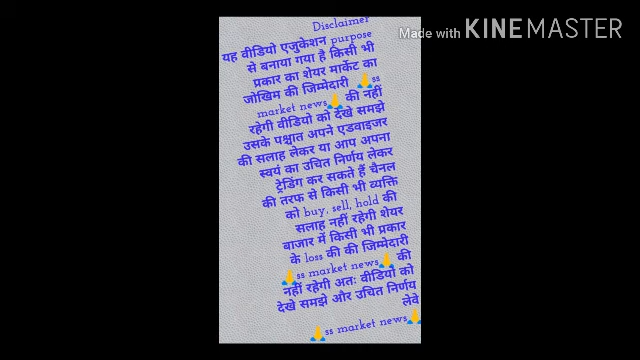 Made with KINEMASTER
Disclaimer
यह वीडियो एजुकेशन purpose
से बनाया गया है किसी भी
प्रकार का शेयर मार्केट का
जोखिम की जिम्मेदारी 🙏ss
market news🙏 की नहीं
रहेगी वीडियो को देखे समझे
उसके पश्चात अपने एडवाइजर
की सलाह लेकर या आप अपना
स्वयं का उचित निर्णय लेकर
ट्रेडिंग कर सकते हैं चैनल
की तरफ से किसी भी व्यक्ति
को buy, sell, hold की
सलाह नहीं रहेगी शेयर
बाजार में किसी भी प्रकार
के loss की की जिम्मेदारी
🙏ss market news🙏 की
नहीं रहेगी अतः वीडियो को
देखे समझे और उचित निर्णय
लेवे
🙏ss market news🙏